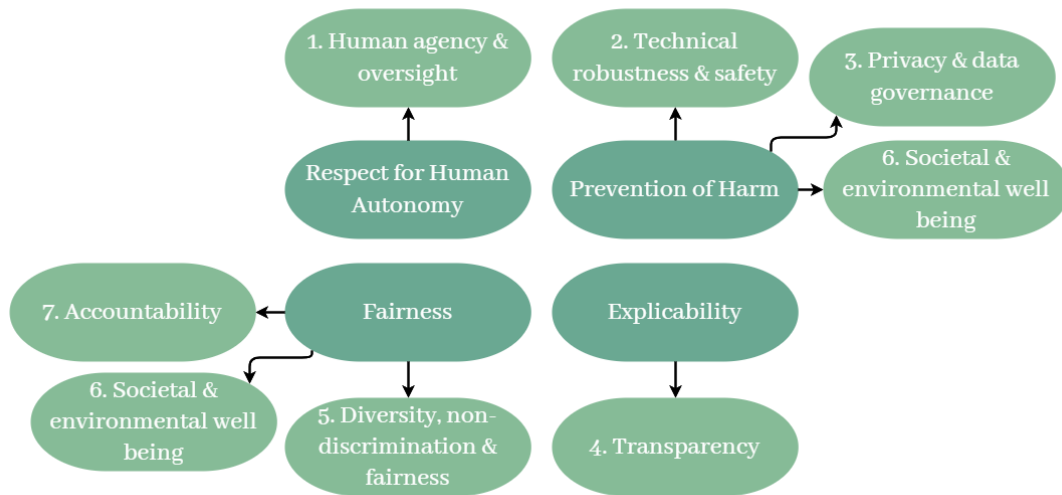 1. Human agency &
oversight
2. Technical
robustness & safety
3. Privacy & data
governance
Respect for Human
Autonomy
Prevention of Harm
6. Societal &
environmental well
being
7. Accountability
Fairness
Explicability
6. Societal &
environmental well
being
5. Diversity, non-
discrimination &
fairness
4. Transparency